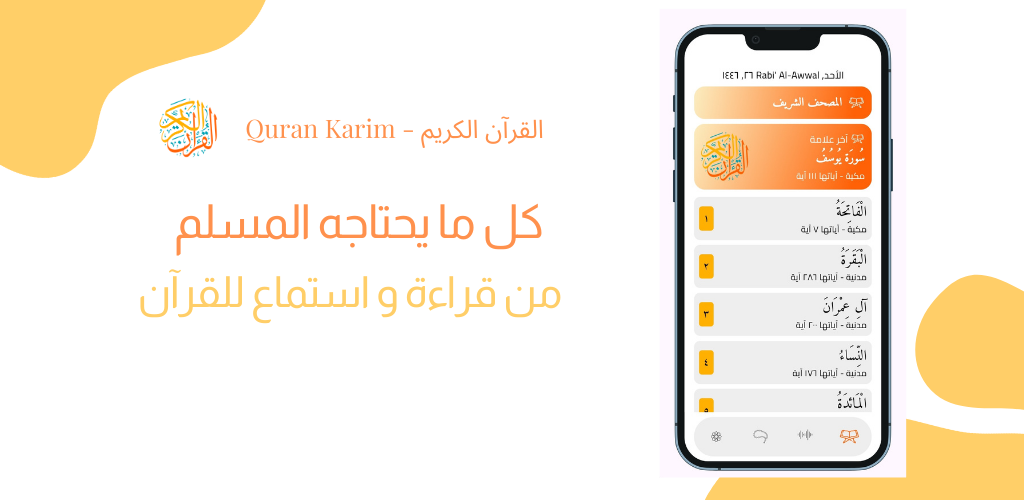 القرآن الكريم - Quran Karim
كل ما يحتاجه المسلم
من قراءة و استماع للقرآن
الأحد, ٢٦ Rabi' Al-Awwal, ١٤٤٦
المصحف الشريف
آخر علامة
سُورَة يُوسُفُ
مكية - آياتها ١١١ آية
الْفَاتِحَةُ
مكية - آياتها ٧ آية
١
الْبَقَرَةُ
مدنية - آياتها ٢٨٦ آية
٢
آلِ عِمْرَانَ
مدنية - آياتها ٢٠٠ آية
٣
النِّسَاءُ
مدنية - آياتها ١٧٦ آية
٤
الْمَائِدَةُ
٥